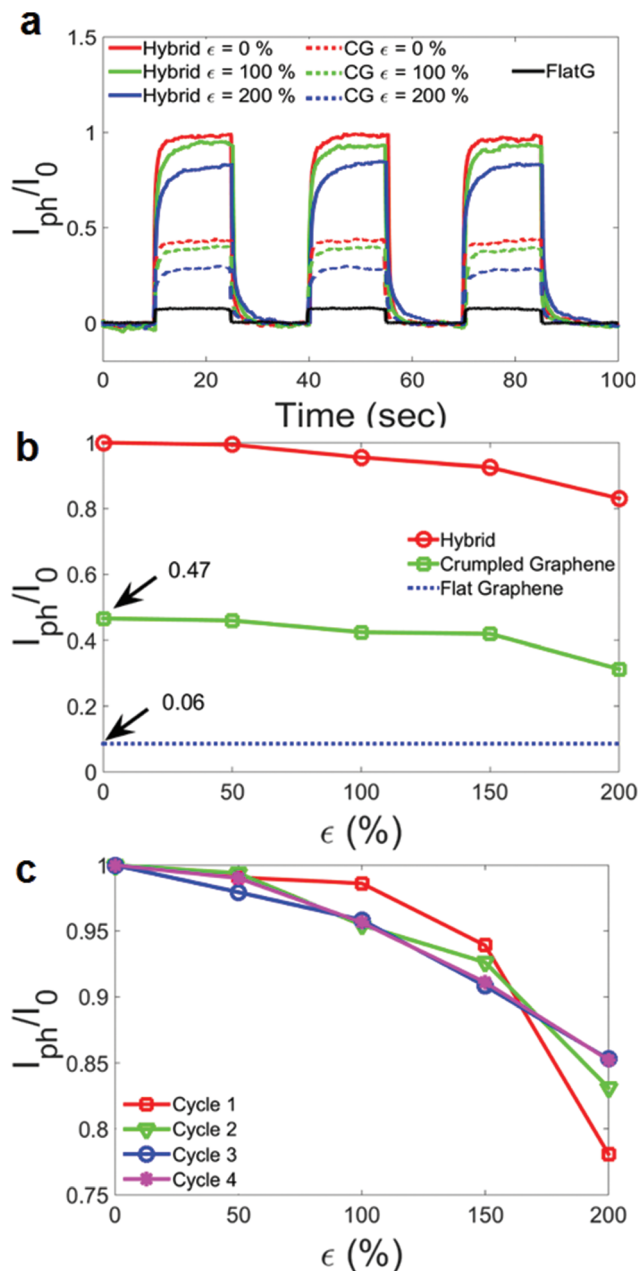 a
1.5
Hybrid ϵ = 0 % CG ϵ = 0 %
Hybrid ϵ = 100 % CG ϵ = 100 % FlatG
Hybrid ϵ = 200 % CG ϵ = 200 %
1
0.5
0
Iph/I0
0 20 40 60 80 100
Time (sec)
b
1
0.8
0.6
0.4
0.2
0
Iph/I0
Hybrid
Crumpled Graphene
Flat Graphene
0.47
0.06
0 50 100 150 200
ϵ (%)
c
1
0.95
0.9
0.85
0.8
0.75
Iph/I0
Cycle 1
Cycle 2
Cycle 3
Cycle 4
0 50 100 150 200
ϵ (%)